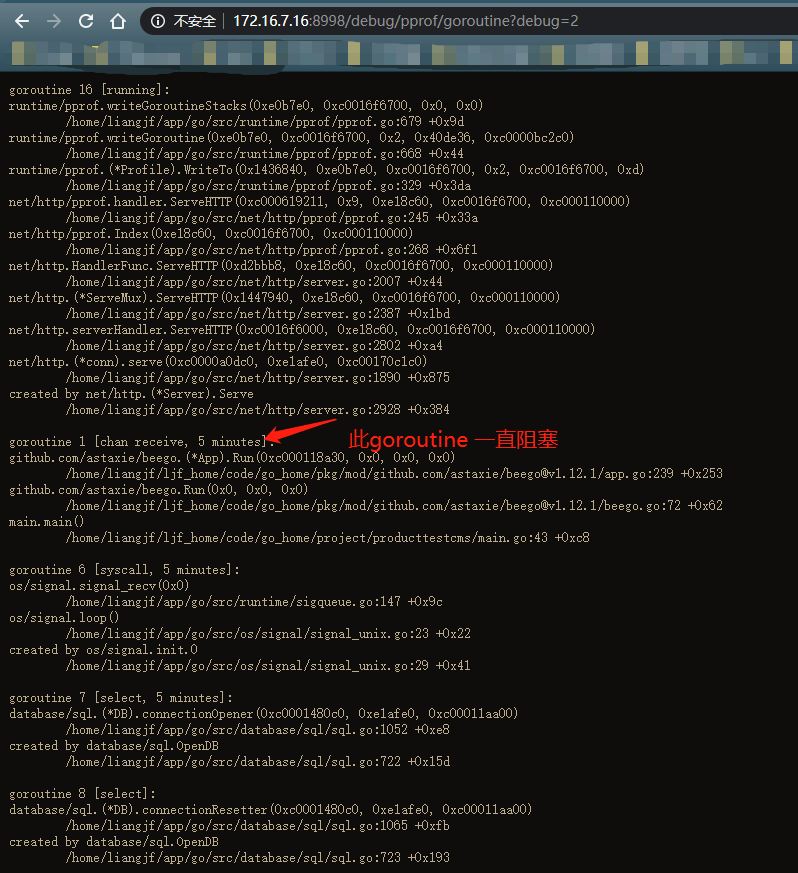 不安全 172.16.7.16:8998/debug/pprof/goroutine?debug=2
goroutine 16 [running]:
runtime/pprof.writeGoroutineStacks(0xe0b7e0, 0xc0016f6700, 0x0, 0x0)
/home/liangjf/app/go/src/runtime/pprof/pprof.go:679 +0x9d
runtime/pprof.writeGoroutine(0xe0b7e0, 0xc0016f6700, 0x2, 0x40de36, 0xc0000bc2c0)
/home/liangjf/app/go/src/runtime/pprof/pprof.go:668 +0x44
runtime/pprof.(*Profile).WriteTo(0x1436840, 0xe0b7e0, 0xc0016f6700, 0x2, 0xc0016f6700, 0xd)
/home/liangjf/app/go/src/runtime/pprof/pprof.go:329 +0x3da
net/http/pprof.handler.ServeHTTP(0xc000619211, 0x9, 0xe18c60, 0xc0016f6700, 0xc000110000)
/home/liangjf/app/go/src/net/http/pprof/pprof.go:245 +0x33a
net/http/pprof.Index(0xe18c60, 0xc0016f6700, 0xc000110000)
/home/liangjf/app/go/src/net/http/pprof/pprof.go:268 +0x6f1
net/http.HandlerFunc.ServeHTTP(0xd2bbb8, 0xe18c60, 0xc0016f6700, 0xc000110000)
/home/liangjf/app/go/src/net/http/server.go:2007 +0x44
net/http.(*ServeMux).ServeHTTP(0x1447940, 0xe18c60, 0xc0016f6700, 0xc000110000)
/home/liangjf/app/go/src/net/http/server.go:2387 +0x1bd
net/http.serverHandler.ServeHTTP(0xc0016f6000, 0xe18c60, 0xc0016f6700, 0xc000110000)
/home/liangjf/app/go/src/net/http/server.go:2802 +0xa4
net/http.(*conn).serve(0xc0000a0dc0, 0xe1afe0, 0xc00170c1c0)
/home/liangjf/app/go/src/net/http/server.go:1890 +0x875
created by net/http.(*Server).Serve
/home/liangjf/app/go/src/net/http/server.go:2928 +0x384
goroutine 1 [chan receive, 5 minutes]: 此goroutine 一直阻塞
github.com/astaxie/beego.(*App).Run(0xc000118a30, 0x0, 0x0, 0x0)
/home/liangjf/ljf_home/code/go_home/pkg/mod/github.com/astaxie/beego@v1.12.1/app.go:239 +0x253
github.com/astaxie/beego.Run(0x0, 0x0, 0x0)
/home/liangjf/ljf_home/code/go_home/pkg/mod/github.com/astaxie/beego@v1.12.1/beego.go:72 +0x62
main.main()
/home/liangjf/ljf_home/code/go_home/project/producttestcms/main.go:43 +0xc8
goroutine 6 [syscall, 5 minutes]:
os/signal.signal_recv(0x0)
/home/liangjf/app/go/src/runtime/sigqueue.go:147 +0x9c
os/signal.loop()
/home/liangjf/app/go/src/os/signal/signal_unix.go:23 +0x22
created by os/signal.init.0
/home/liangjf/app/go/src/os/signal/signal_unix.go:29 +0x41
goroutine 7 [select, 5 minutes]:
database/sql.(*DB).connectionOpener(0xc0001480c0, 0xe1afe0, 0xc00011aa00)
/home/liangjf/app/go/src/database/sql/sql.go:1052 +0xe8
created by database/sql.OpenDB
/home/liangjf/app/go/src/database/sql/sql.go:722 +0x15d
goroutine 8 [select]:
database/sql.(*DB).connectionResetter(0xc0001480c0, 0xe1afe0, 0xc00011aa00)
/home/liangjf/app/go/src/database/sql/sql.go:1065 +0xfb
created by database/sql.OpenDB
/home/liangjf/app/go/src/database/sql/sql.go:723 +0x193